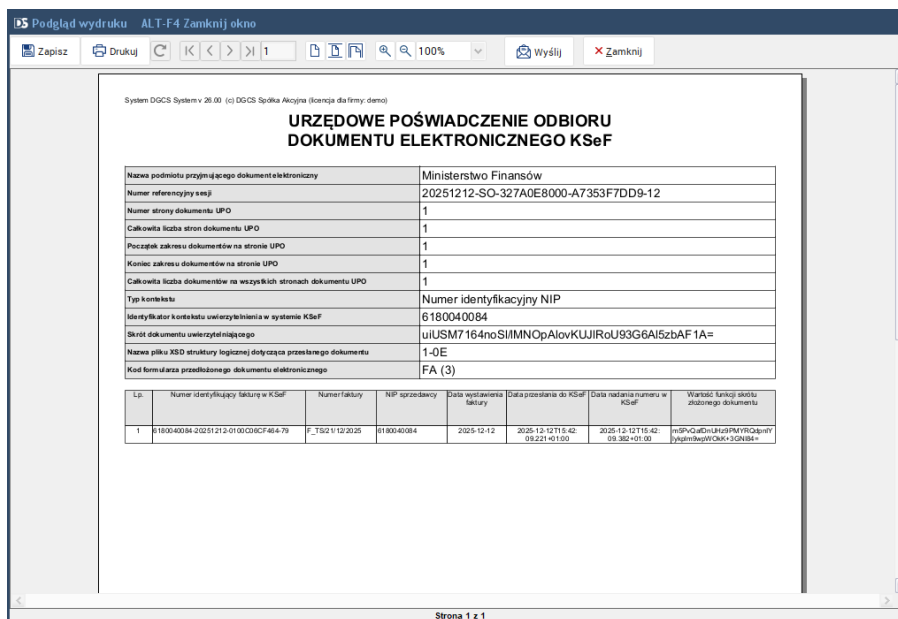 D5 Podgląd wydruku ALT-F4 Zamknij okno
Zapisz Drukuj 1 100% Wyślij Zamknij
System DGCS System v 26.00 (c) DGCS Spółka Akcyjna (licencja dla firmy: demo)
URZĘDOWE POŚWIADCZENIE ODBIORU
DOKUMENTU ELEKTRONICZNEGO KSeF
Nazwa podmiotu przyjmującego dokument elektroniczny Ministerstwo Finansów
Numer referencyjny sesji 20251212-SO-327A0E8000-A7353F7DD9-12
Numer strony dokumentu UPO 1
Całkowita liczba stron dokumentu UPO 1
Początek zakresu dokumentów na stronie UPO 1
Koniec zakresu dokumentów na stronie UPO 1
Całkowita liczba dokumentów na wszystkich stronach dokumentu UPO 1
Typ kontekstu Numer identyfikacyjny NIP
Identyfikator kontekstu uwierzytelnienia w systemie KSeF 6180040084
Skrót dokumentu uwierzytelniającego
Nazwa pliku XSD struktury logicznej dotycząca przesłanego dokumentu 1-0E
Kod formularza przedłożonego dokumentu elektronicznego FA (3)
Lp. Numer identyfikujący fakturę w KSeF Numer faktury NIP sprzedawcy Data wystawienia Data przesłania do KSeF Data nadania numeru w Wartość funkcji skrótu
faktury KSeF złożonego dokumentu
1 6180040084-20251212-0100C06CF464-79 F_TS/21/12/2025 6180040084 2025-12-12 2025-12-12T15:42: 2025-12-12T15:42:
09.221+01:00 09.382+01:00
Strona 1 z 1